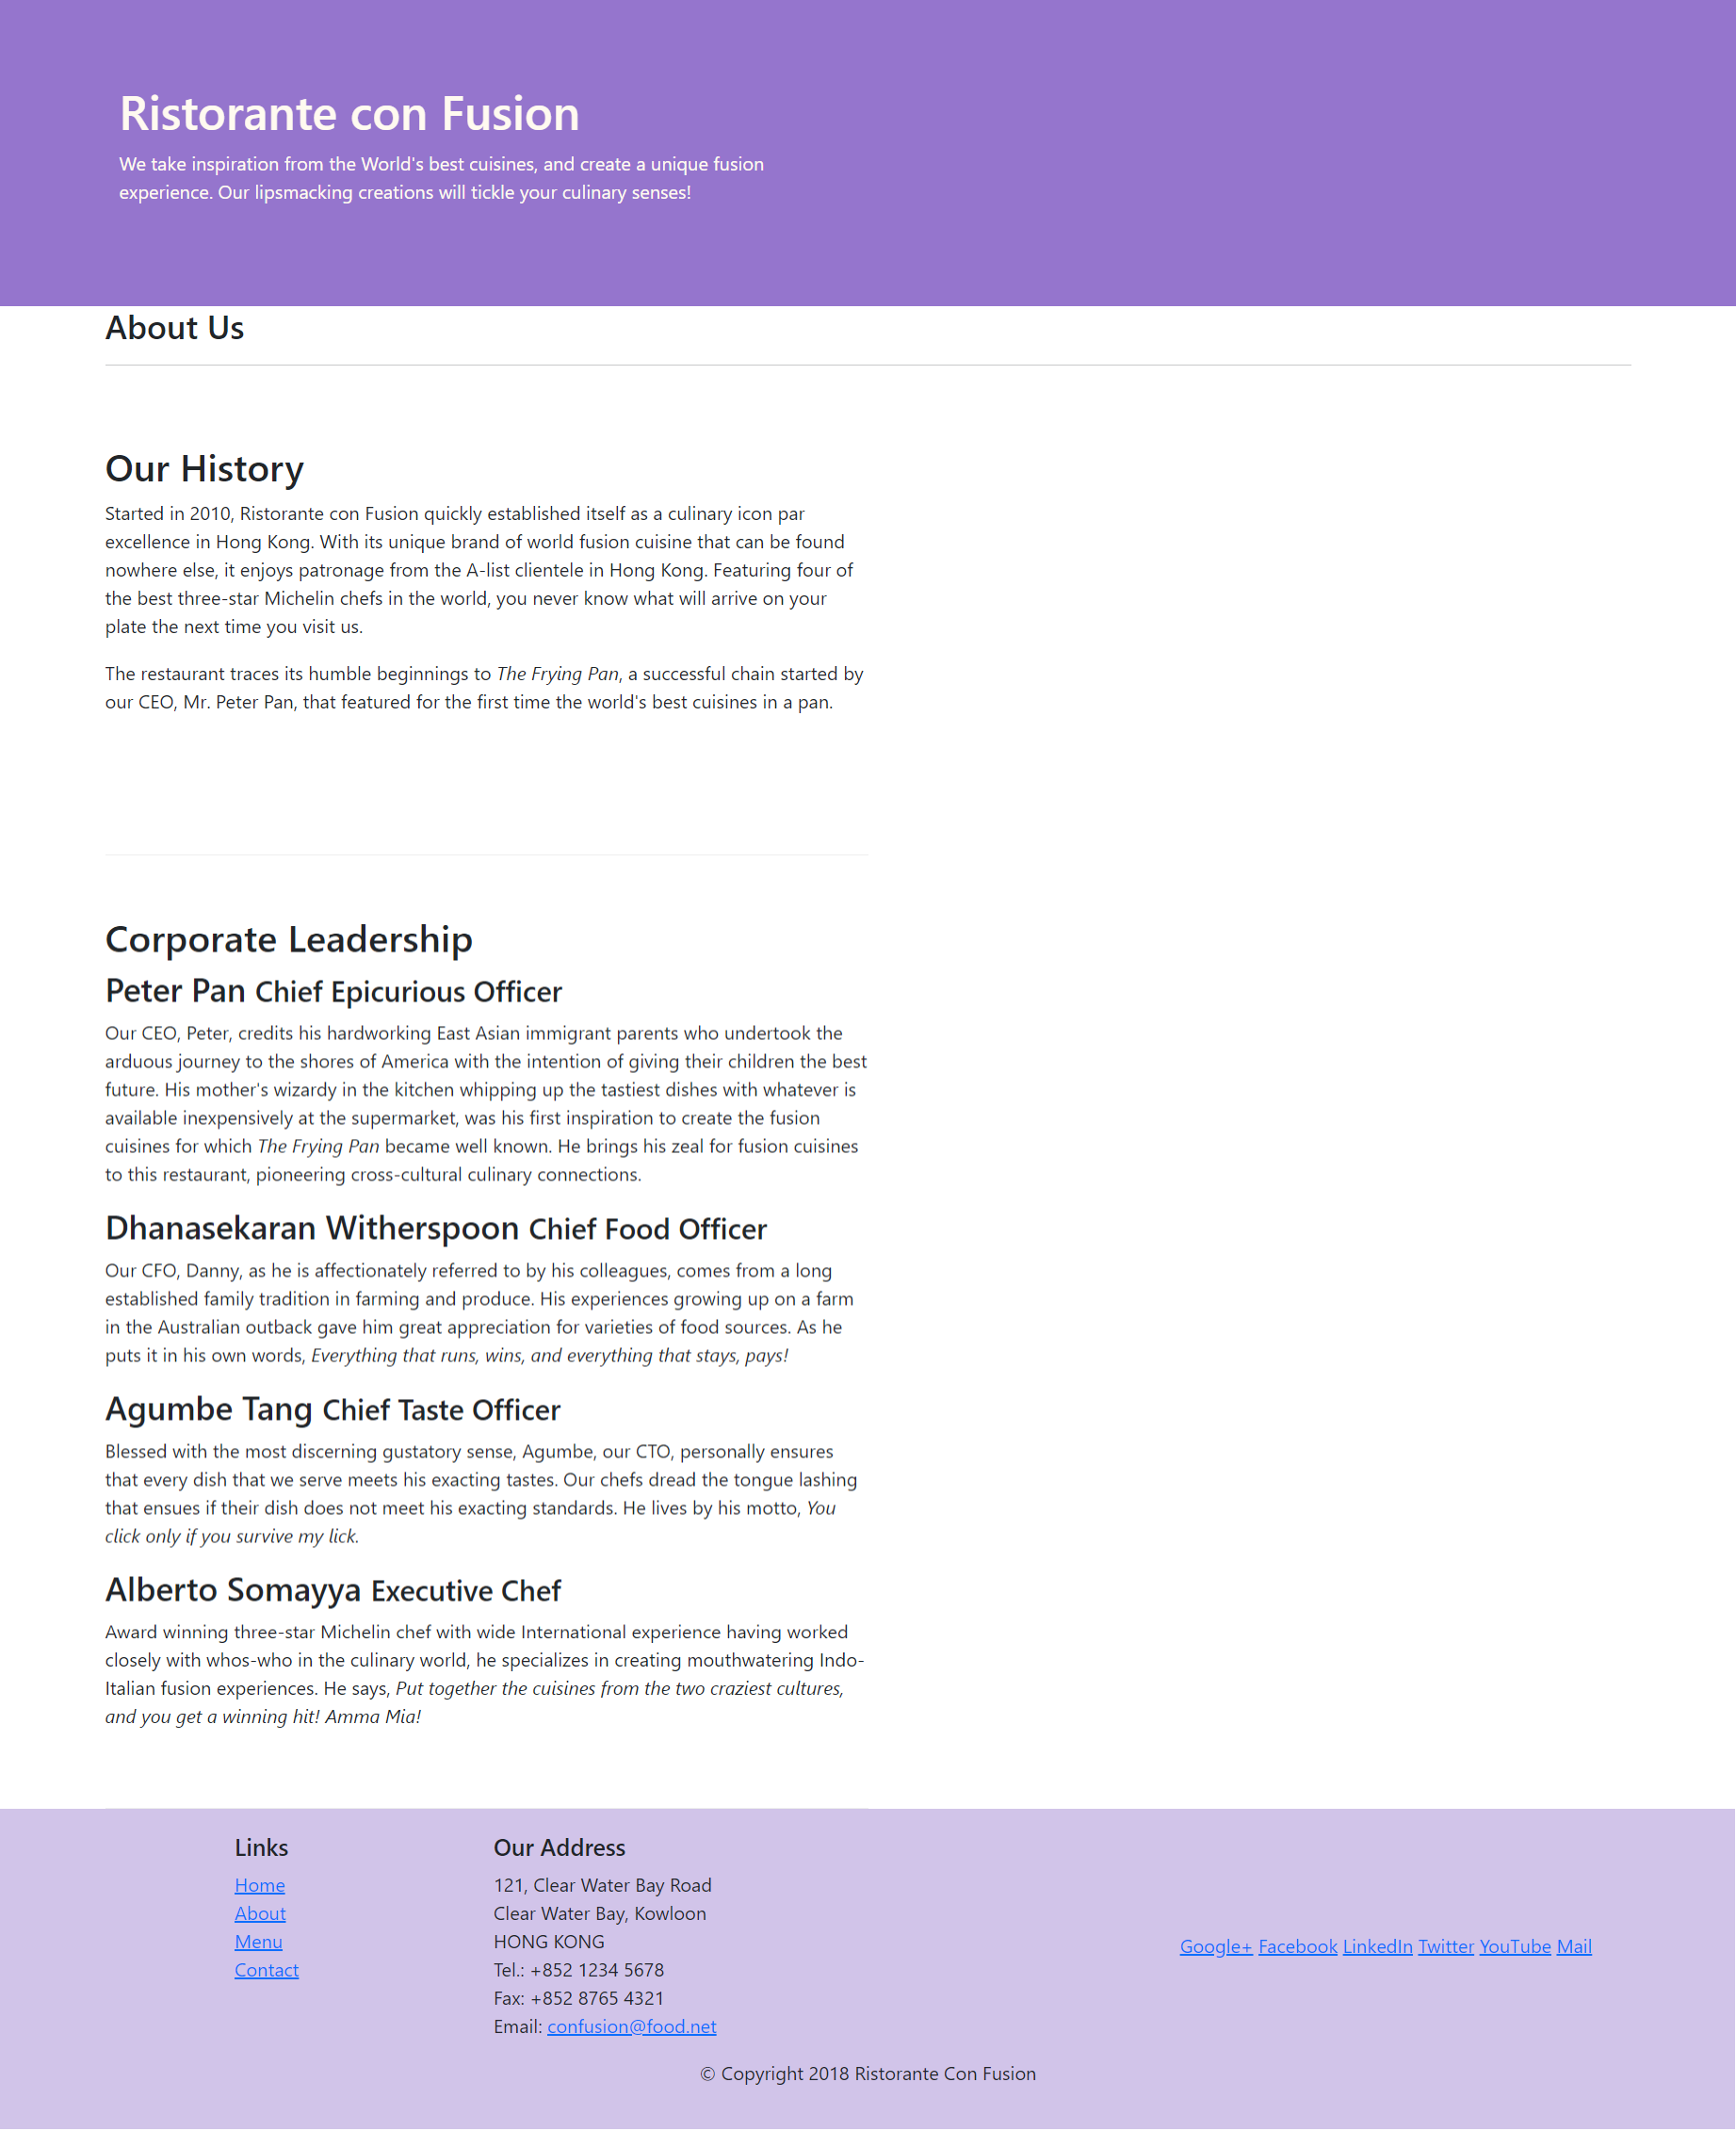 Ristorante con Fusion
We take inspiration from the World's best cuisines, and create a unique fusion
experience. Our lipsmacking creations will tickle your culinary senses!
About Us
Our History
Started in 2010, Ristorante con Fusion quickly established itself as a culinary icon par
excellence in Hong Kong. With its unique brand of world fusion cuisine that can be found
nowhere else, it enjoys patronage from the A-list clientele in Hong Kong. Featuring four of
the best three-star Michelin chefs in the world, you never know what will arrive on your
plate the next time you visit us.
The restaurant traces its humble beginnings to The Frying Pan, a successful chain started by
our CEO, Mr. Peter Pan, that featured for the first time the world's best cuisines in a pan.
Corporate Leadership
Peter Pan Chief Epicurious Officer
Our CEO, Peter, credits his hardworking East Asian immigrant parents who undertook the
arduous journey to the shores of America with the intention of giving their children the best
future. His mother's wizardy in the kitchen whipping up the tastiest dishes with whatever is
available inexpensively at the supermarket, was his first inspiration to create the fusion
cuisines for which The Frying Pan became well known. He brings his zeal for fusion cuisines
to this restaurant, pioneering cross-cultural culinary connections.
Dhanasekaran Witherspoon Chief Food Officer
Our CFO, Danny, as he is affectionately referred to by his colleagues, comes from a long
established family tradition in farming and produce. His experiences growing up on a farm
in the Australian outback gave him great appreciation for varieties of food sources. As he
puts it in his own words, Everything that runs, wins, and everything that stays, pays!
Agumbe Tang Chief Taste Officer
Blessed with the most discerning gustatory sense, Agumbe, our CTO, personally ensures
that every dish that we serve meets his exacting tastes. Our chefs dread the tongue lashing
that ensues if their dish does not meet his exacting standards. He lives by his motto, You
click only if you survive my lick.
Alberto Somayya Executive Chef
Award winning three-star Michelin chef with wide International experience having worked
closely with whos-who in the culinary world, he specializes in creating mouthwatering Indo-
Italian fusion experiences. He says, Put together the cuisines from the two craziest cultures,
and you get a winning hit! Amma Mia!
Links
Home
About
Menu
Contact
Our Address
121, Clear Water Bay Road
Clear Water Bay, Kowloon
HONG KONG
Tel.: +852 1234 5678
Fax: +852 8765 4321
Email: confusion@food.net
Google+ Facebook LinkedIn Twitter YouTube Mail
© Copyright 2018 Ristorante Con Fusion